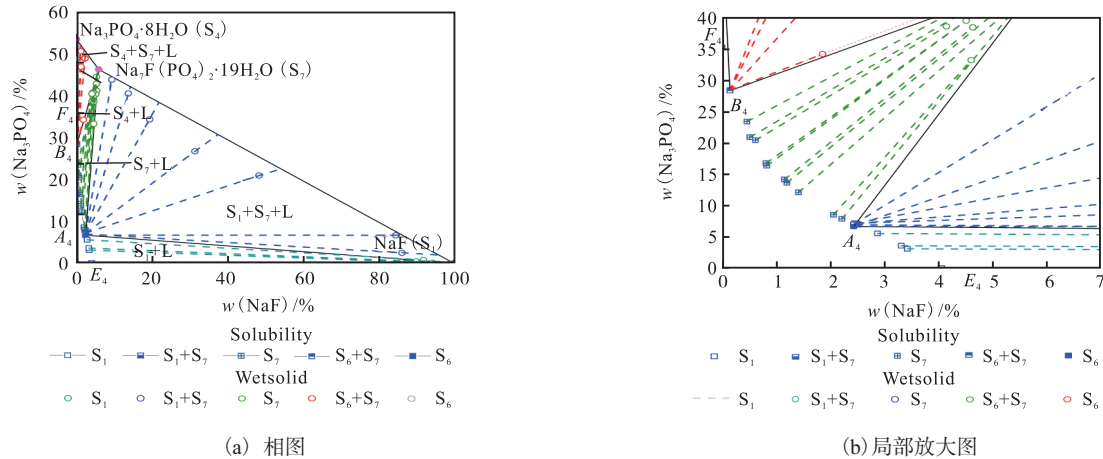 60
50
40
30
20
10
0
w(Na₃PO₄)/%
Na₃PO₄·8H₂O (S₄)
S₄+S₇+L
Na₇F(PO₄)₂·19H₂O (S₇)
F₄
S₄+L
B₄
S₇+L
S₁+S₇+L
A₄
NaF(S₁)
S₁+L
0 20 40 60 80 100
E₄
w(NaF)/%
Solubility
S₁ S₁+S₇ S₇ S₆+S₇ S₆
Wetsolid
S₁ S₁+S₇ S₇ S₆+S₇ S₆
(a) 相图
40
35
30
25
20
15
10
5
0
w(Na₃PO₄)/%
F₄
B₄
A₄
E₄
0 1 2 3 4 5 6 7
w(NaF)/%
Solubility
S₁ S₁+S₇ S₇ S₆+S₇ S₆
Wetsolid
S₁ S₁+S₇ S₇ S₆+S₇ S₆
(b)局部放大图